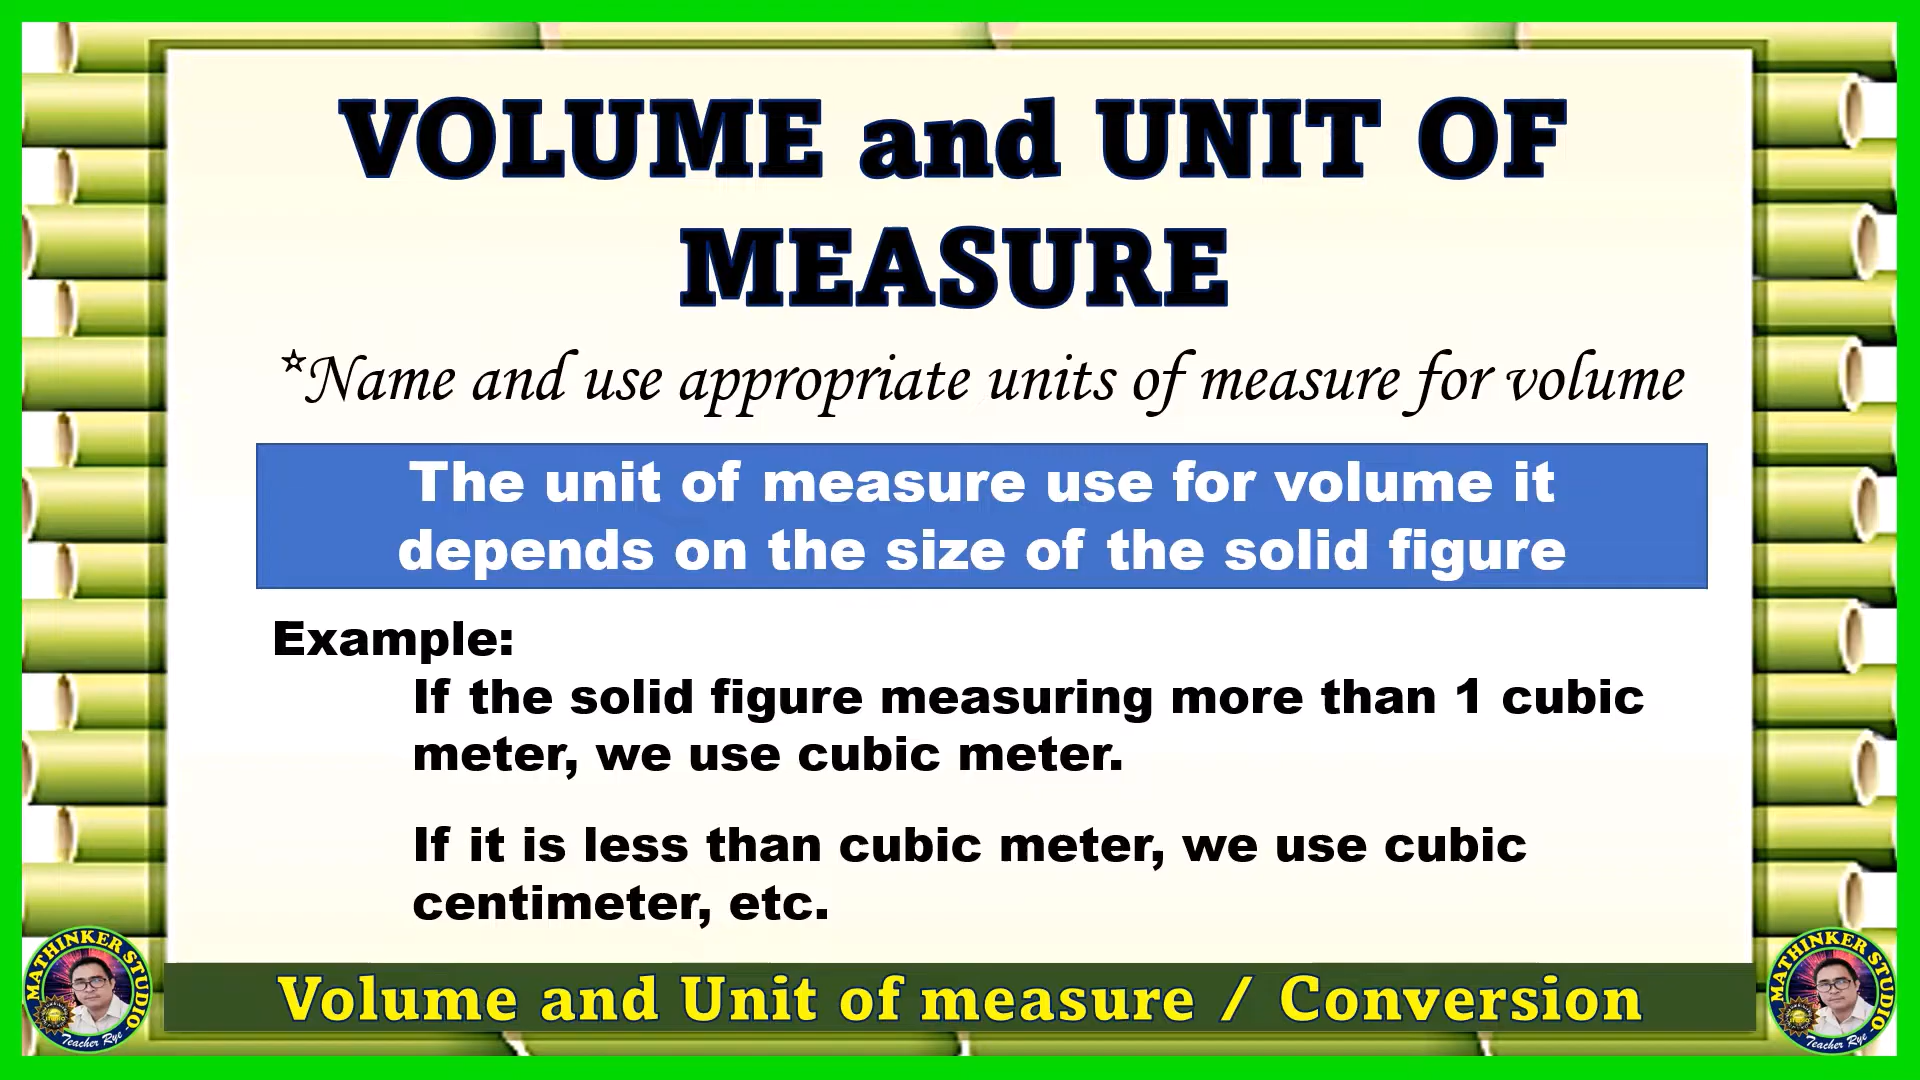 VOLUME and UNIT OF
MEASURE
*Name and use appropriate units of measure for volume
The unit of measure use for volume it
depends on the size of the solid figure
Example:
If the solid figure measuring more than 1 cubic
meter, we use cubic meter.
If it is less than cubic meter, we use cubic
centimeter, etc.
Volume and Unit of measure / Conversion
MATHINKER STUDIO
Teacher Rye
MATHINKER STUDIO
Teacher Rye